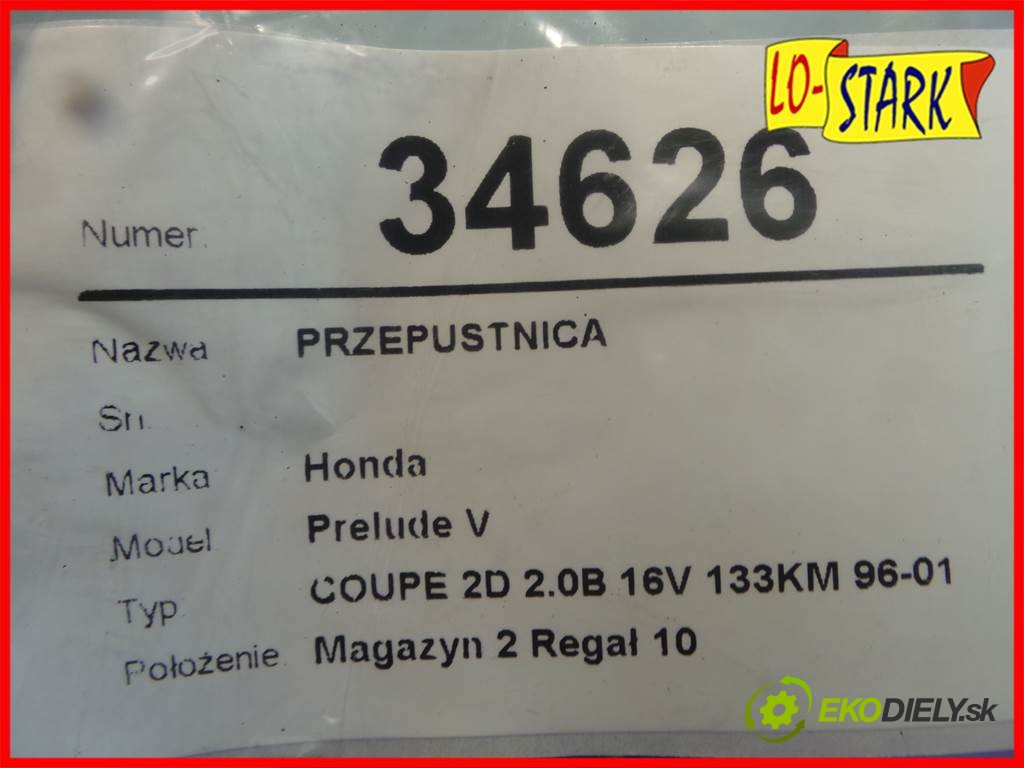 LO-STARK
Numer. 34626
Nazwa PRZEPUSTNICA
Sn.
Marka Honda
Model Prelude V
Typ COUPE 2D 2.0B 16V 133KM 96-01
Położenie Magazyn 2 Regał 10
EKODIELY.sk